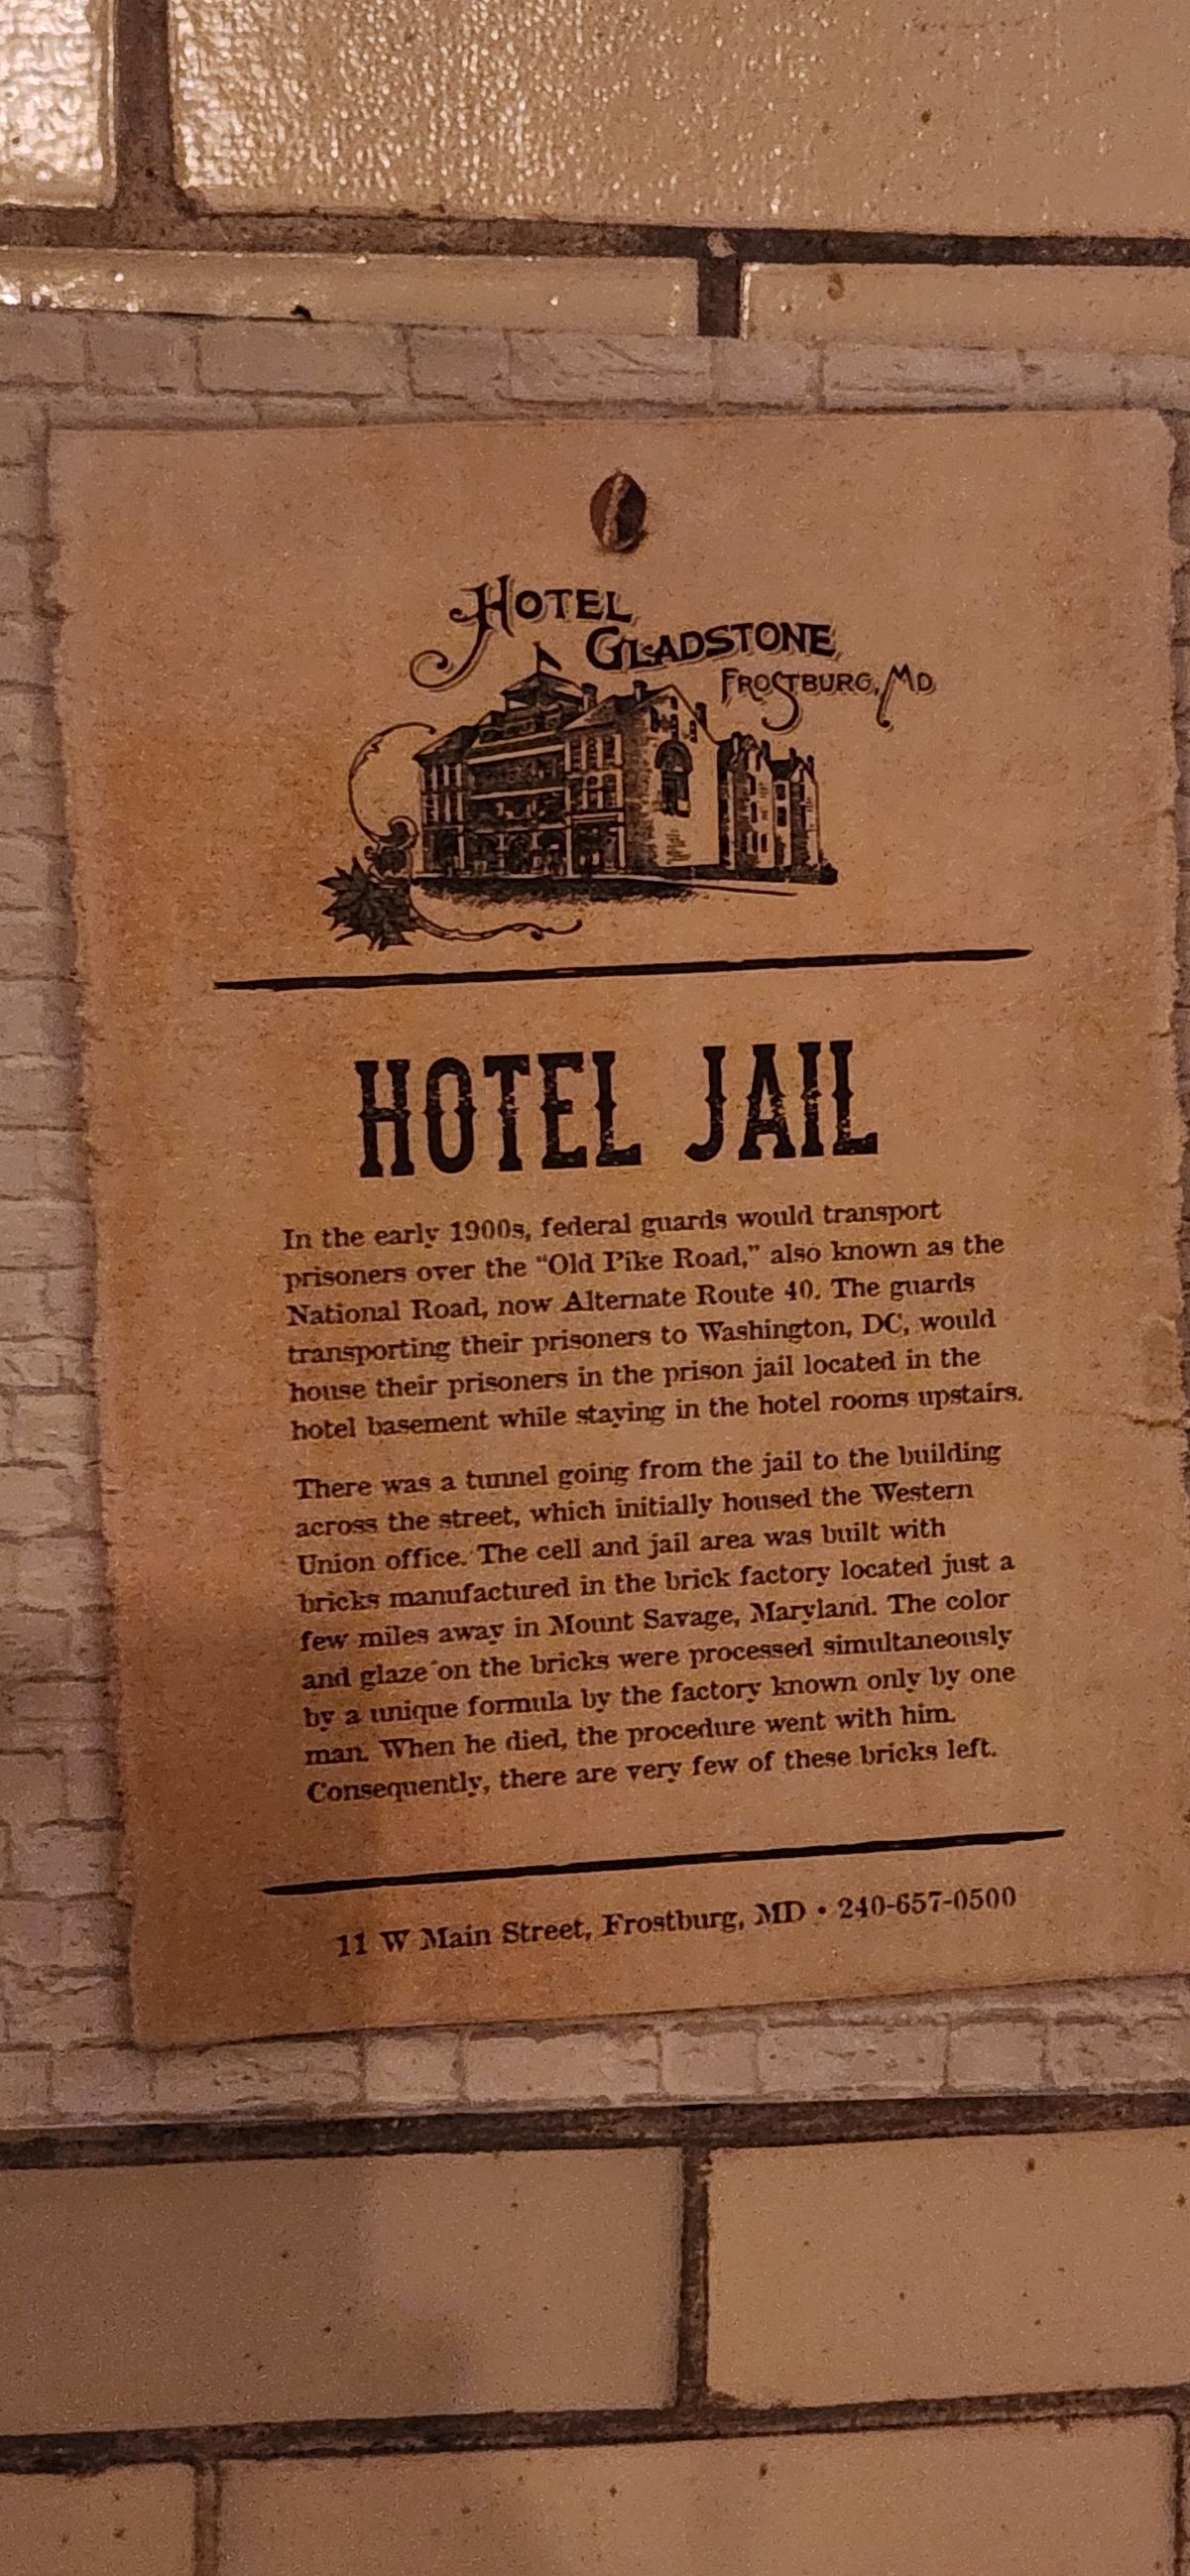 HOTEL
GLADSTONE,
FROSTBURG, MD.
HOTEL JAIL
In the early 1900s, federal guards would transport
prisoners over the “Old Pike Road,” also known as the
National Road, now Alternate Route 40. The guards
transporting their prisoners to Washington, DC, would
house their prisoners in the prison jail located in the
hotel basement while staying in the hotel rooms upstairs.
There was a tunnel going from the jail to the building
across the street, which initially housed the Western
Union office. The cell and jail area was built with
bricks manufactured in the brick factory located just a
few miles away in Mount Savage, Maryland. The color
and glaze on the bricks were processed simultaneously
by a unique formula by the factory known only by one
man. When he died, the procedure went with him.
Consequently, there are very few of these bricks left.
11 W Main Street, Frostburg, MD • 240-657-0500